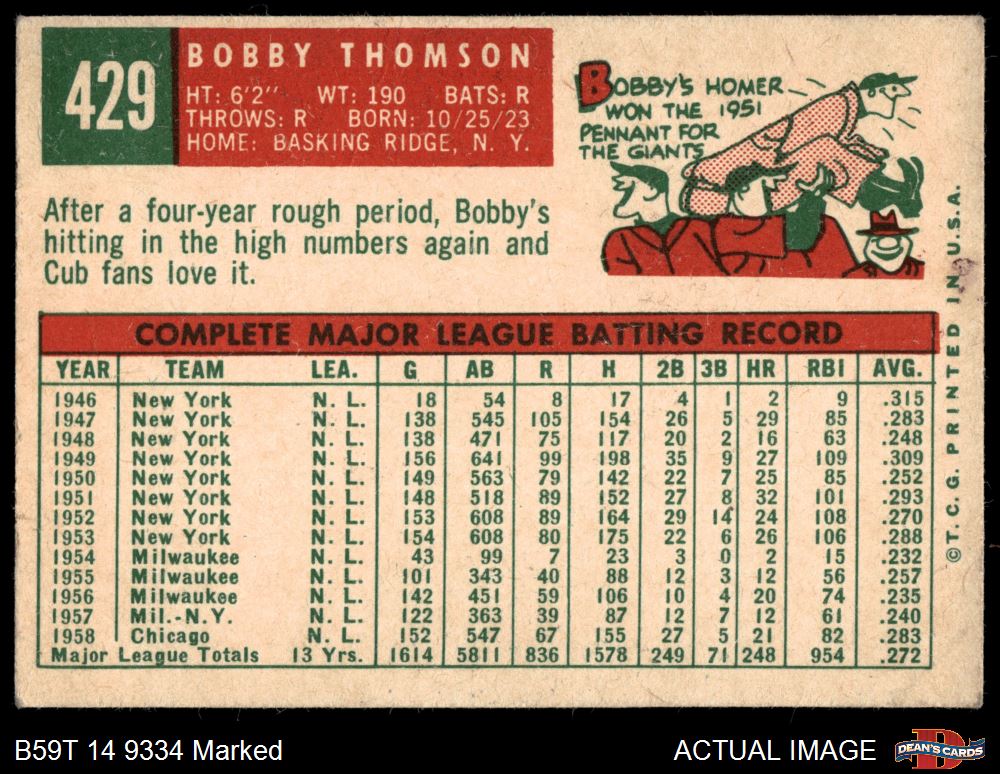 429
BOBBY THOMSON
HT: 6'2" WT: 190 BATS: R
THROWS: R BORN: 10/25/23
HOME: BASKING RIDGE, N. Y.
BOBBY'S HOMER
WON THE 1951
PENNANT FOR
THE GIANTS
After a four-year rough period, Bobby's
hitting in the high numbers again and
Cub fans love it.
COMPLETE MAJOR LEAGUE BATTING RECORD
YEAR TEAM LEA. G AB R H 2B 3B HR RBI AVG.
1946 New York N. L. 18 54 8 17 4 1 2 9 .315
1947 New York N. L. 138 545 105 154 26 5 29 85 .283
1948 New York N. L. 138 471 75 117 20 2 16 63 .248
1949 New York N. L. 156 641 99 198 35 9 27 109 .309
1950 New York N. L. 149 563 79 142 22 7 25 85 .252
1951 New York N. L. 148 518 89 152 27 8 32 101 .293
1952 New York N. L. 153 608 89 164 29 14 24 108 .270
1953 New York N. L. 154 608 80 175 22 6 26 106 .288
1954 Milwaukee N. L. 43 99 7 23 3 0 2 15 .232
1955 Milwaukee N. L. 101 343 40 88 12 3 12 56 .257
1956 Milwaukee N. L. 142 451 59 106 10 4 20 74 .235
1957 Mil.-N.Y. N. L. 122 363 39 87 12 7 12 61 .240
1958 Chicago N. L. 152 547 67 155 27 5 21 82 .283
Major League Totals 13 Yrs. 1614 5811 836 1578 249 71 248 954 .272
©T. C. G. PRINTED IN U.S.A.
B59T 14 9334 Marked
ACTUAL IMAGE
D
DEAN'S CARDS